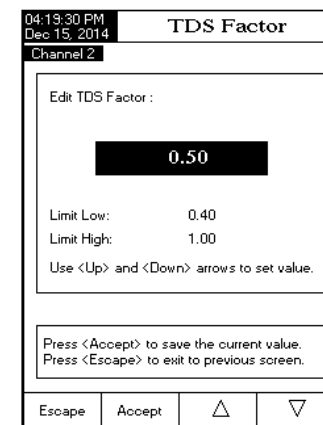 04:19:30 PM
Dec 15, 2014
TDS Factor
Channel 2
Edit TDS Factor :
0.50
Limit Low: 0.40
Limit High: 1.00
Use <Up> and <Down> arrows to set value.
Press <Accept> to save the current value.
Press <Escape> to exit to previous screen.
Escape Accept △ ▽